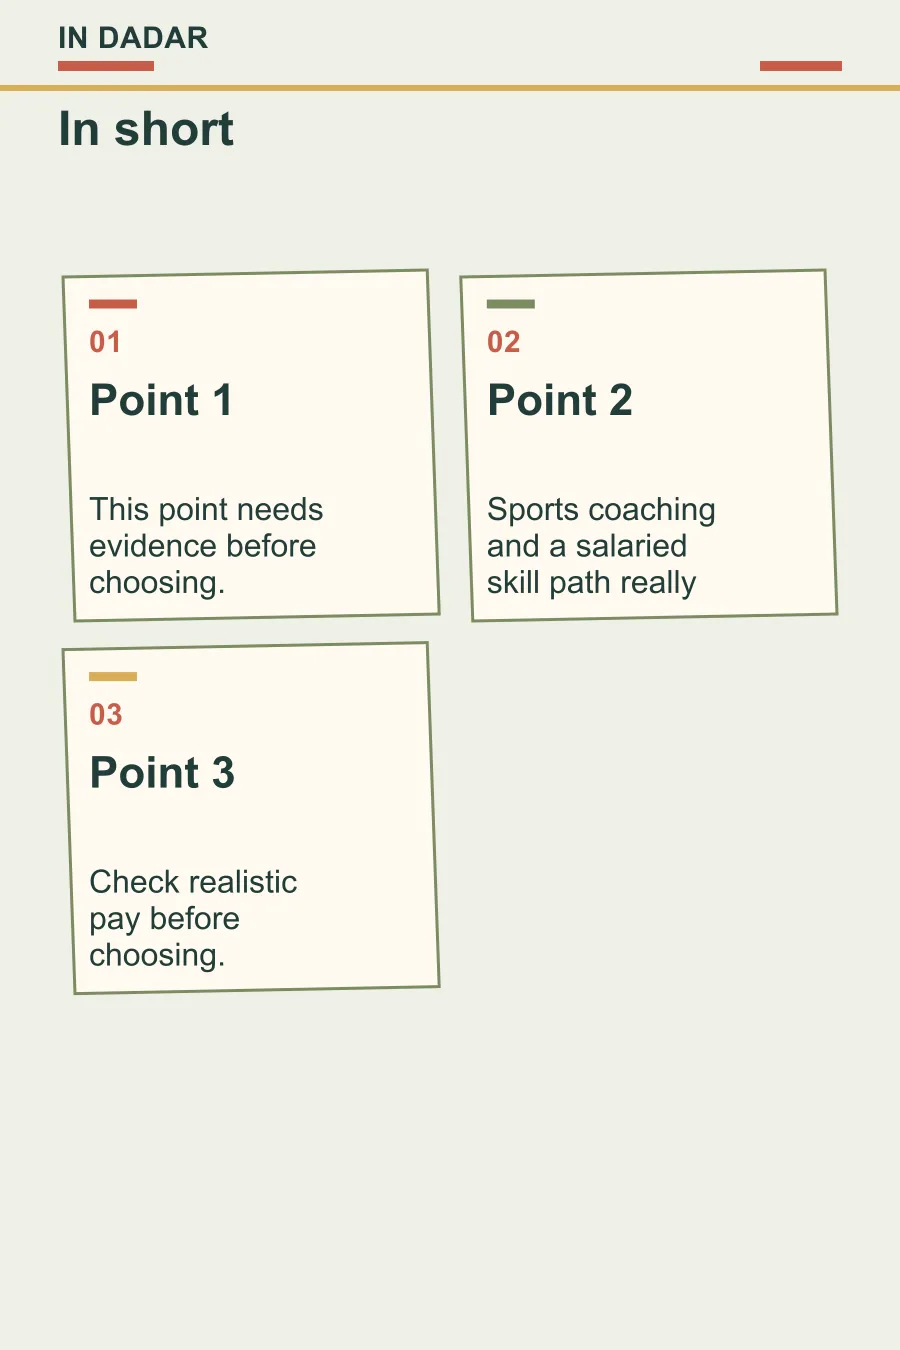 IN DADAR
In short
01
Point 1
This point needs
evidence before
choosing.
02
Point 2
Sports coaching
and a salaried
skill path really
03
Point 3
Check realistic
pay before
choosing.